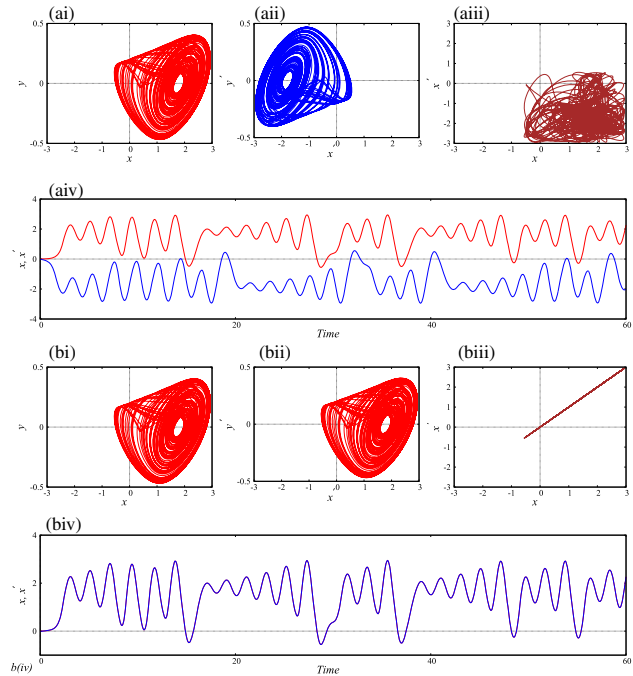 (ai) (aii) (aiii)
0.5 0.5 3
2
1
y 0 y′ 0 x′ 0
-1
-2
-0.5 -0.5 -3
-3 -2 -1 0 1 2 3 -3 -2 -1 0 1 2 3 -3 -2 -1 0 1 2 3
x x x
(aiv)
4
2
x, x′ 0
-2
-4
0 20 40 60
Time
(bi) (bii) (biii)
0.5 0.5 3
2
1
y 0 y′ 0 x′ 0
-1
-2
-0.5 -0.5 -3
-3 -2 -1 0 1 2 3 -3 -2 -1 0 1 2 3 -3 -2 -1 0 1 2 3
x x x
(biv)
4
x, x′ 2
0
0 20 40 60
b(iv) Time